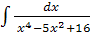 ∫ dx / (x⁴−5x²+16)